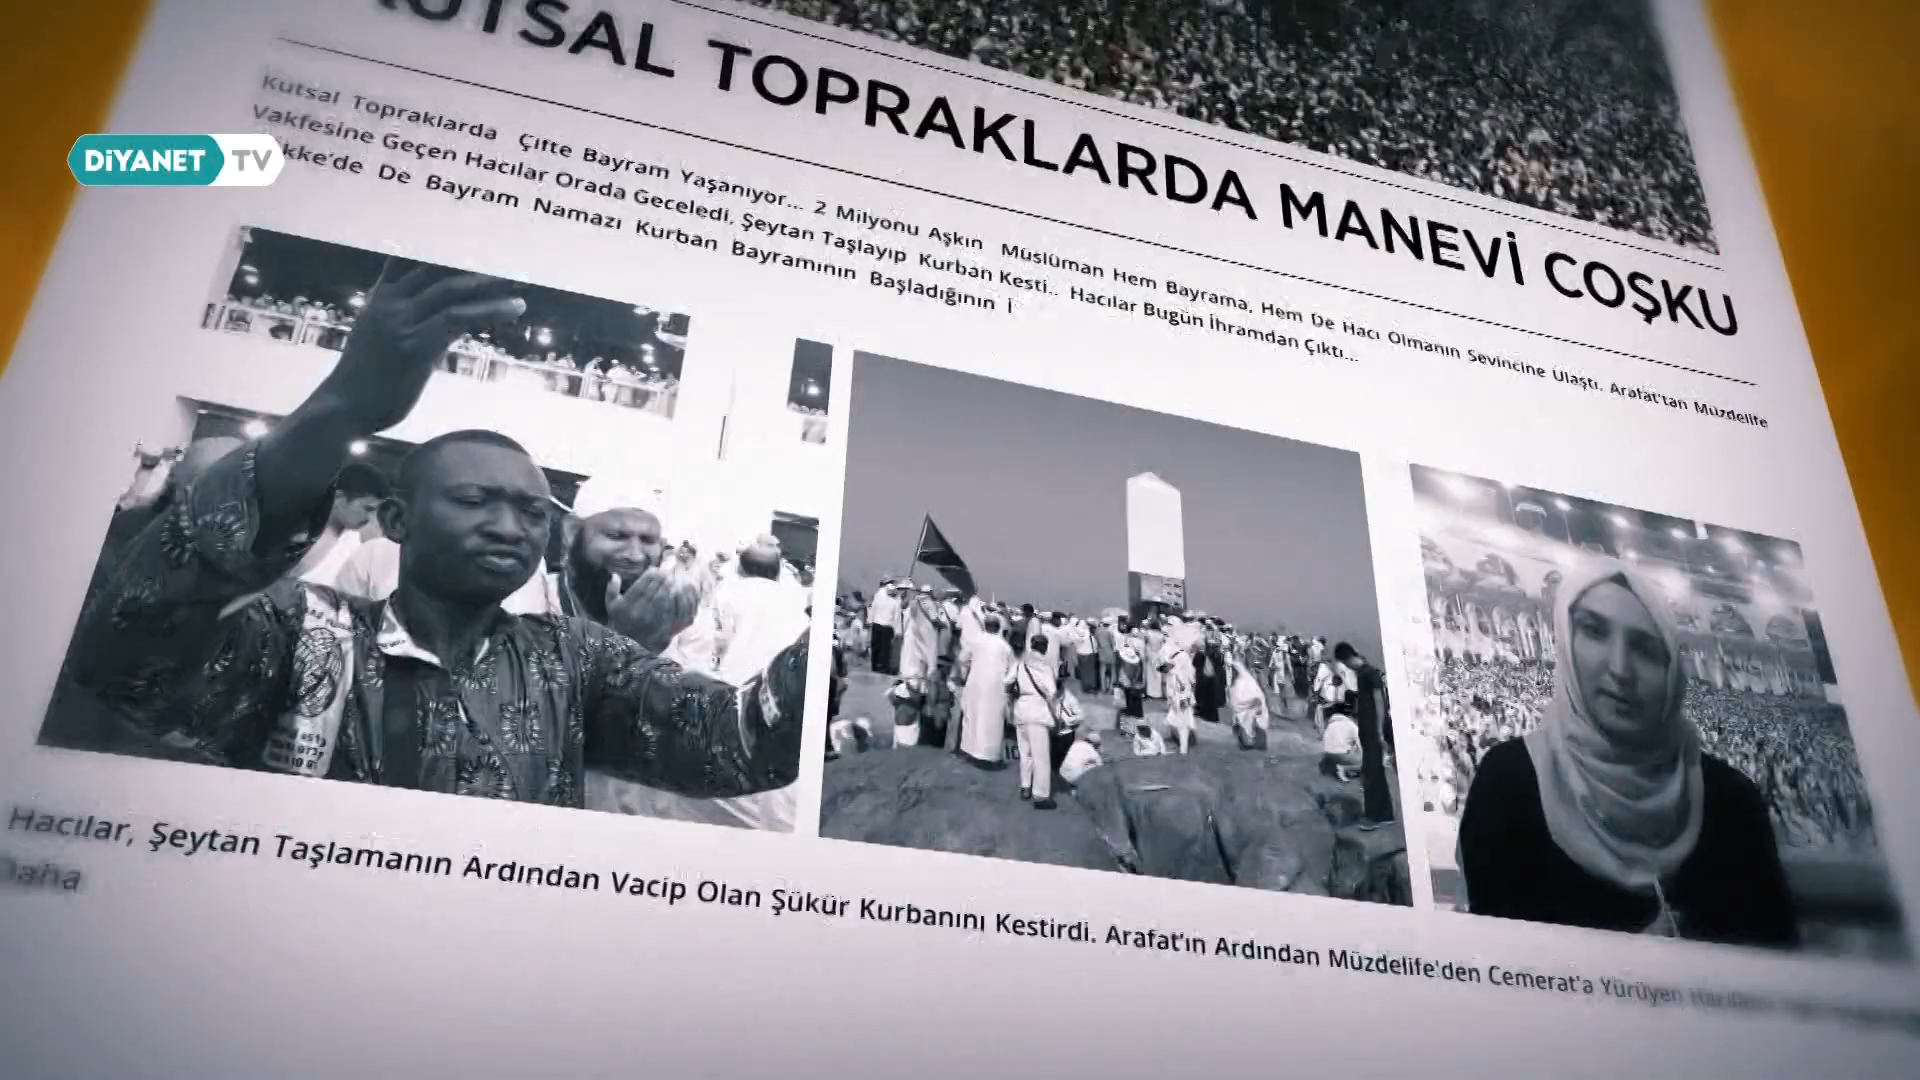 KUTSAL TOPRAKLARDA MANEVİ COŞKU
Kutsal Topraklarda Çifte Bayram Yaşanıyor... 2 Milyonu Aşkın Müslüman Hem Bayrama, Hem De Hacı Olmanın Sevincine Ulaştı. Arafat'tan Müzdelife
Vakfesine Geçen Hacılar Orada Geceledi. Şeytan Taşlayıp Kurban Kesti.. Hacılar Bugün İhramdan Çıktı...
kke'de De Bayram Namazı Kurban Bayramının Başladığının İ
DİYANET TV
Hacılar, Şeytan Taşlamanın Ardından Vacip Olan Şükür Kurbanını Kestirdi. Arafat'ın Ardından Müzdelife'den Cemerat'a Yürüyen